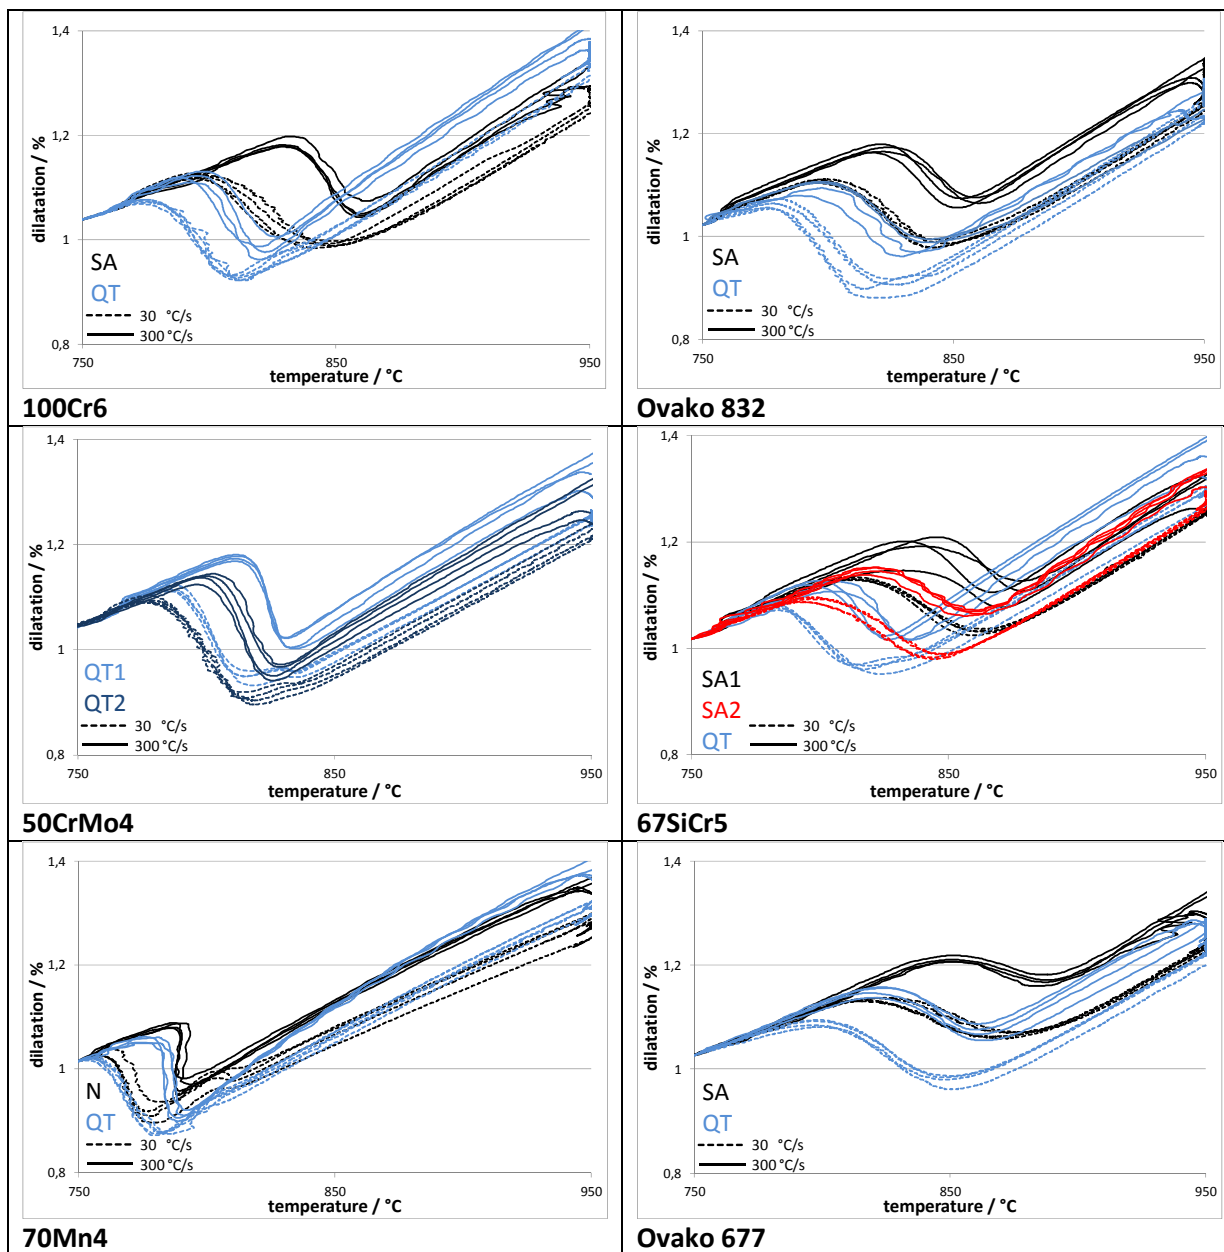 1,4
1,2
1
0,8
dilatation / %
SA
QT
30 °C/s
300 °C/s
750
850
950
temperature / °C
100Cr6
1,4
1,2
1
0,8
dilatation / %
SA
QT
30 °C/s
300 °C/s
750
850
950
temperature / °C
Ovako 832
1,4
1,2
1
0,8
dilatation / %
QT1
QT2
30 °C/s
300 °C/s
750
850
950
temperature / °C
50CrMo4
1,4
1,2
1
0,8
dilatation / %
SA1
SA2
QT
30 °C/s
300 °C/s
750
850
950
temperature / °C
67SiCr5
1,4
1,2
1
0,8
dilatation / %
N
QT
30 °C/s
300 °C/s
750
850
950
temperature / °C
70Mn4
1,4
1,2
1
0,8
dilatation / %
SA
QT
30 °C/s
300 °C/s
750
850
950
temperature / °C
Ovako 677